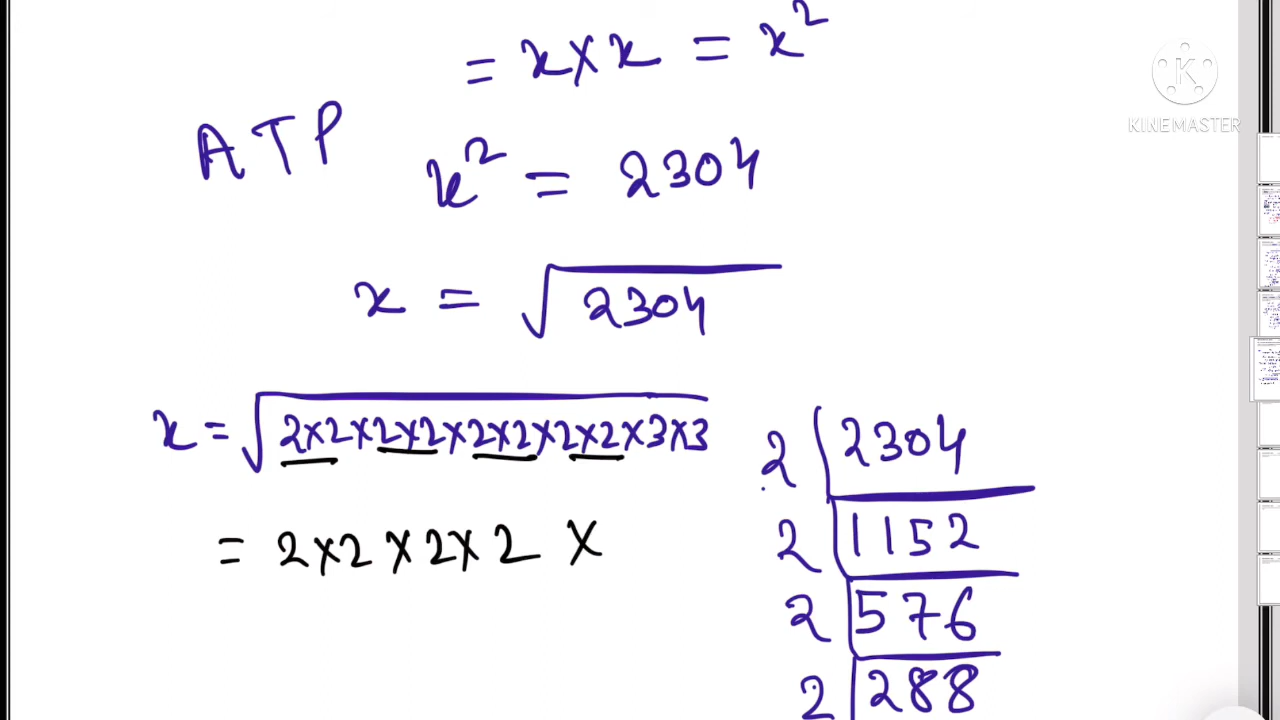 = x × x = x²
KINEMASTER
ATP
x² = 2304
x = √2304
x = √2×2×2×2×2×2×2×2×3×3
= 2×2×2×2 ×
2 | 2304
2 | 1152
2 | 576
2 | 288